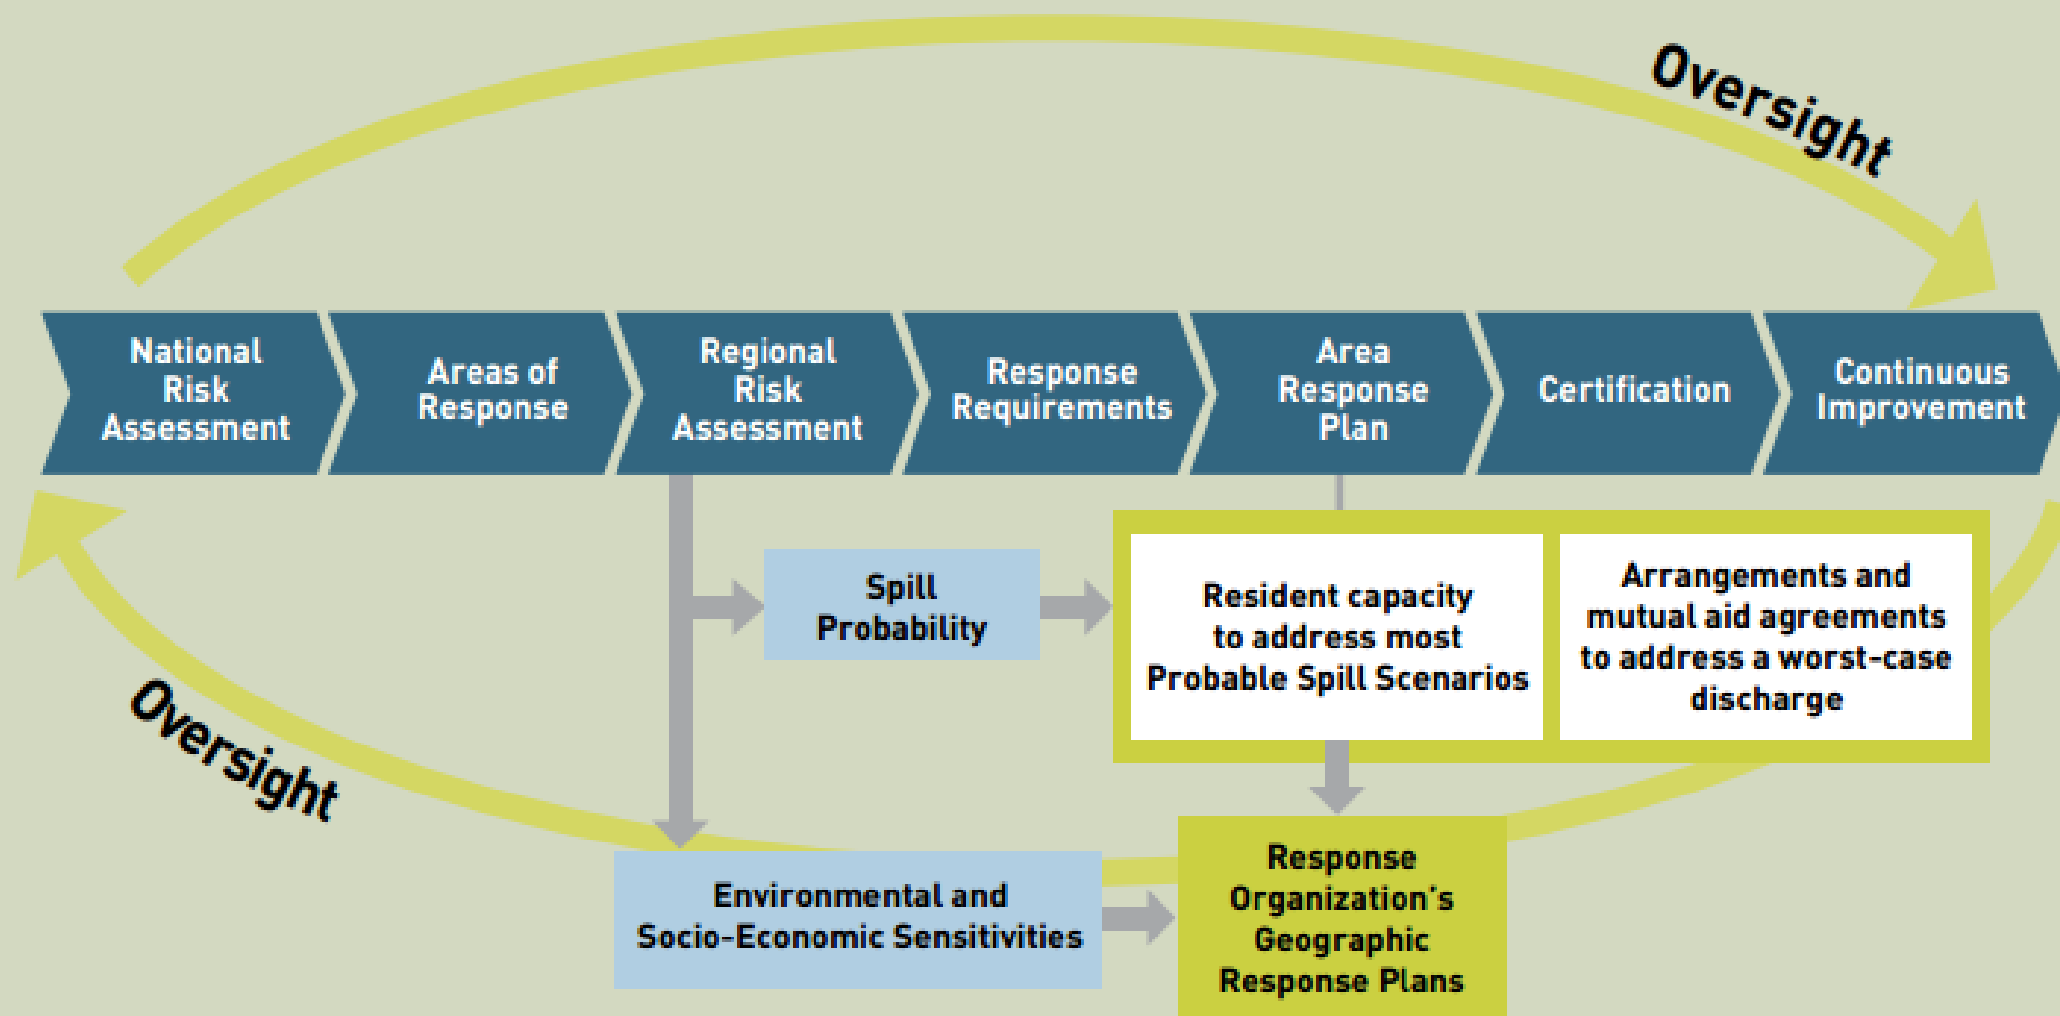 Oversight
National
Risk
Assessment
Areas of
Response
Regional
Risk
Assessment
Response
Requirements
Area
Response
Plan
Certification
Continuous
Improvement
Spill
Probability
Resident capacity
to address most
Probable Spill Scenarios
Arrangements and
mutual aid agreements
to address a worst-case
discharge
Oversight
Environmental and
Socio-Economic Sensitivities
Response
Organization's
Geographic
Response Plans